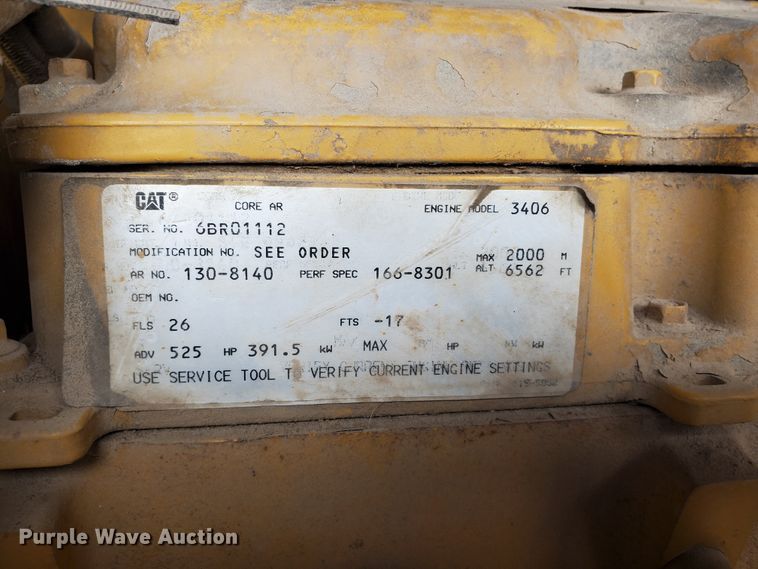 CAT® CORE AR ENGINE MODEL 3406
SER. NO. 6BR01112
MODIFICATION NO. SEE ORDER MAX 2000 M
AR NO. 130-8140 PERF SPEC 166-8301 ALT 6562 FT
OEM NO.
FLS 26 FTS -17
ADV 525 HP 391.5 kW MAX HP kW
USE SERVICE TOOL TO VERIFY CURRENT ENGINE SETTINGS
Purple Wave Auction®